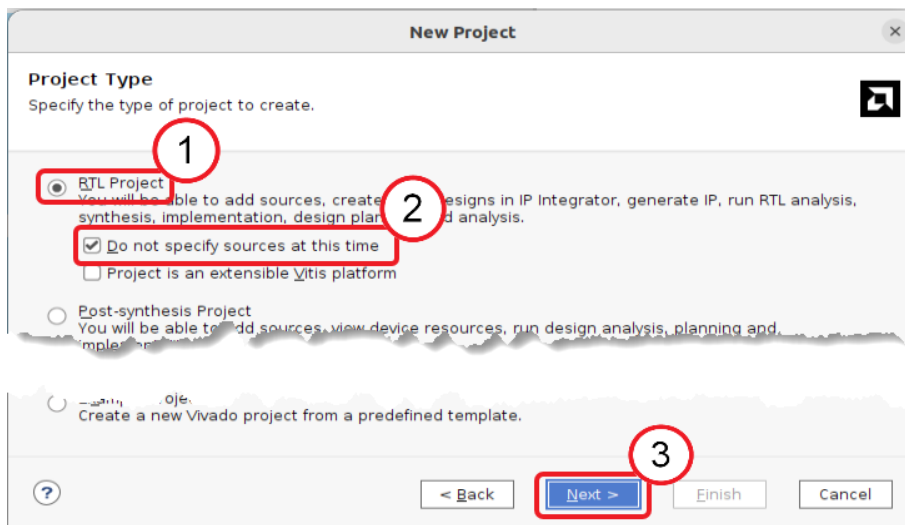 New Project
Project Type
Specify the type of project to create.
1
RTL Project
2
You will be able to add sources, create esigns in IP Integrator, generate IP, run RTL analysis,
synthesis, implementation, design plan d analysis.
Do not specify sources at this time
Project is an extensible Vitis platform
Post-synthesis Project
You will be able to add sources, view device resources, run design analysis, planning and
Create a new Vivado project from a predefined template.
3
?
< Back
Next >
Finish
Cancel